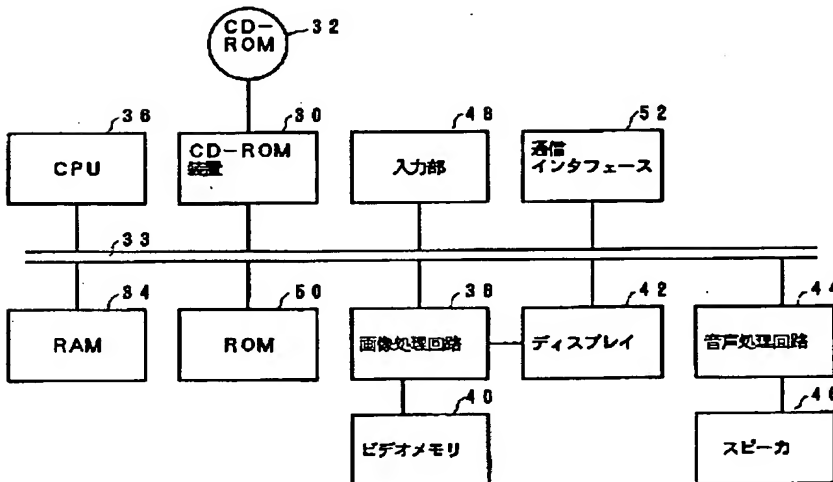 CD-
ROM
32
36
30
48
52
CPU
CD-ROM
装置
入力部
通信
インタフェース
33
34
50
38
42
44
RAM
ROM
画像処理回路
ディスプレイ
音声処理回路
40
46
ビデオメモリ
スピーカ